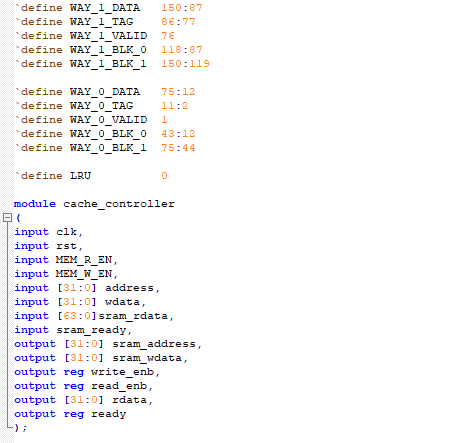 `define WAY_1_DATA   150:87
`define WAY_1_TAG    86:77
`define WAY_1_VALID  76
`define WAY_1_BLK_0  118:87
`define WAY_1_BLK_1  150:119
`define WAY_0_DATA   75:12
`define WAY_0_TAG    11:2
`define WAY_0_VALID  1
`define WAY_0_BLK_0  43:12
`define WAY_0_BLK_1  75:44
`define LRU          0
module cache_controller
(
input clk,
input rst,
input MEM_R_EN,
input MEM_W_EN,
input [31:0] address,
input [31:0] wdata,
input [63:0]sram_rdata,
input sram_ready,
output [31:0] sram_address,
output [31:0] sram_wdata,
output reg write_enb,
output reg read_enb,
output [31:0] rdata,
output reg ready
);